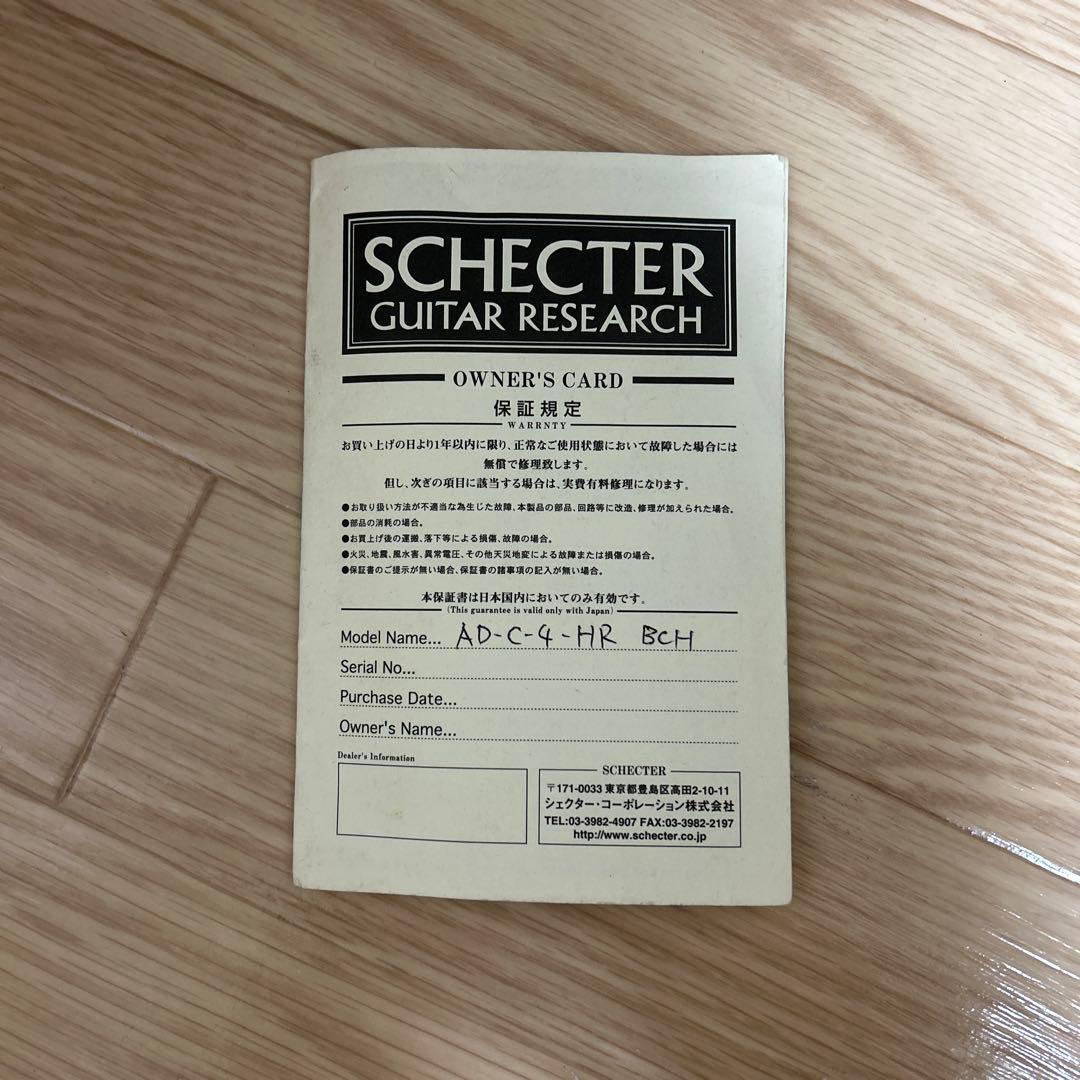 SCHECTER
GUITAR RESEARCH
OWNER'S CARD
保証規定
WARRNTY
お買い上げの日より1年以内に限り、正常なご使用状態において故障した場合には
無償で修理致します。
但し、次ぎの項目に該当する場合は、実費有料修理になります。
●お取り扱い方法が不適当な為生じた故障、本製品の部品、回路等に改造、修理が加えられた場合。
●部品の消耗の場合。
●お買上げ後の運搬、落下等による損傷、故障の場合。
●火災、地震、風水害、異常電圧、その他天災地変による故障または損傷の場合。
●保証書のご提示が無い場合、保証書の諸事項の記入が無い場合。
本保証書は日本国内においてのみ有効です。
(This guarantee is valid only with Japan)
Model Name... AD-C-4-HR BCH
Serial No...
Purchase Date...
Owner's Name...
Dealer's Information
SCHECTER
〒171-0033 東京都豊島区高田2-10-11
シェクター・コーポレーション株式会社
TEL:03-3982-4907 FAX:03-3982-2197
http://www.schecter.co.jp